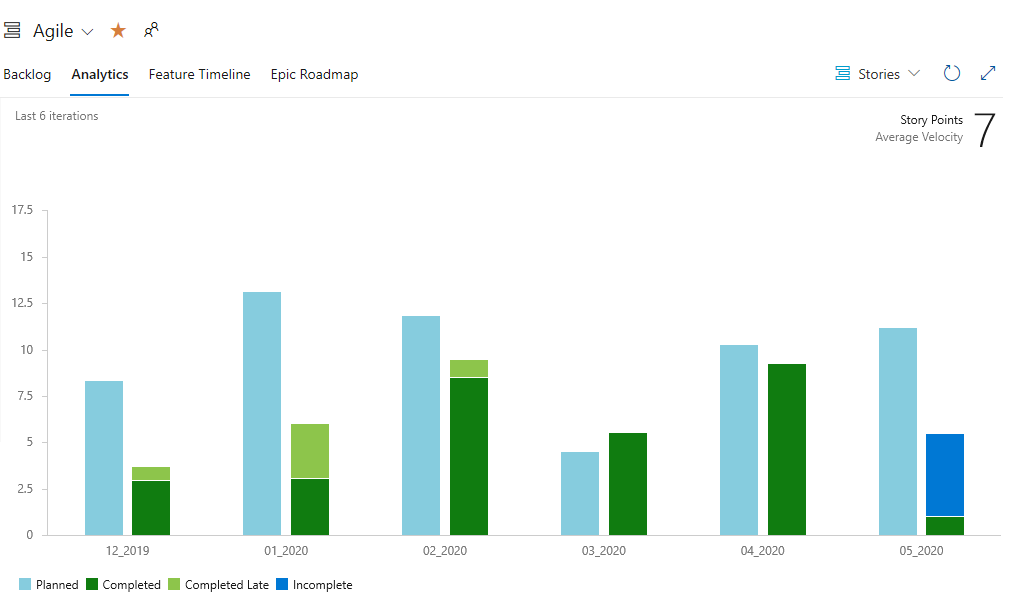 Agile
Backlog Analytics Feature Timeline Epic Roadmap Stories
Last 6 iterations
Story Points
Average Velocity
7
17.5
15
12.5
10
7.5
5
2.5
0
12_2019 01_2020 02_2020 03_2020 04_2020 05_2020
Planned Completed Completed Late Incomplete